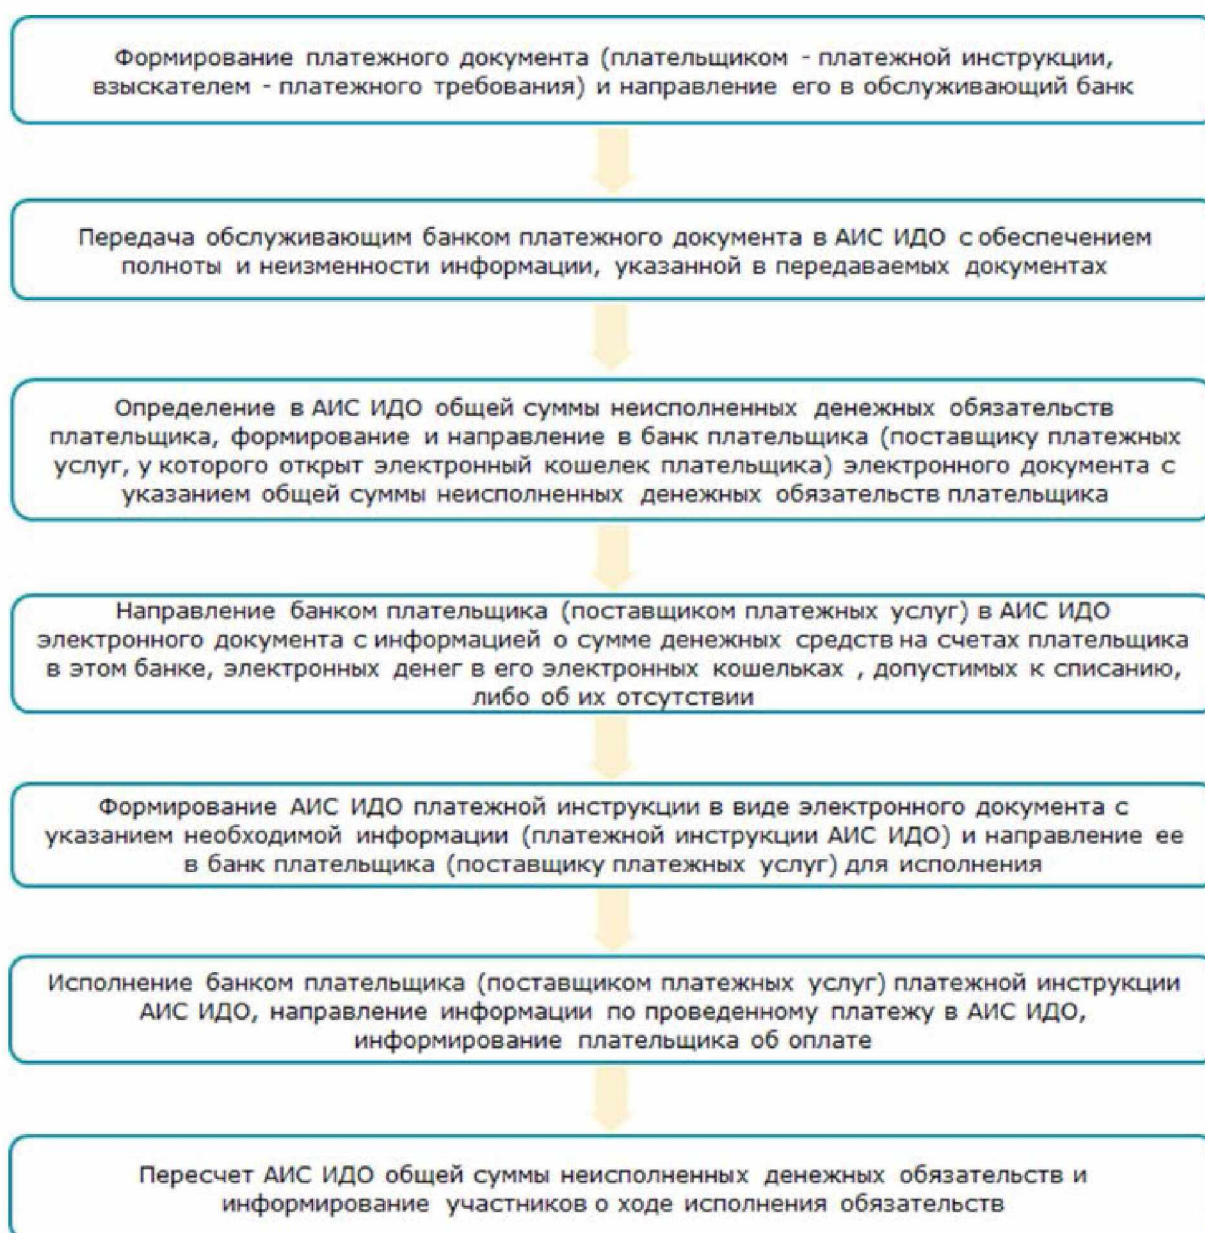 Формирование платежного документа (плательщиком - платежной инструкции,
взыскателем - платежного требования) и направление его в обслуживающий банк
Передача обслуживающим банком платежного документа в АИС ИДО с обеспечением
полноты и неизменности информации, указанной в передаваемых документах
Определение в АИС ИДО общей суммы неисполненных денежных обязательств
плательщика, формирование и направление в банк плательщика (поставщику платежных
услуг, у которого открыт электронный кошелек плательщика) электронного документа с
указанием общей суммы неисполненных денежных обязательств плательщика
Направление банком плательщика (поставщиком платежных услуг) в АИС ИДО
электронного документа с информацией о сумме денежных средств на счетах плательщика
в этом банке, электронных денег в его электронных кошельках , допустимых к списанию,
либо об их отсутствии
Формирование АИС ИДО платежной инструкции в виде электронного документа с
указанием необходимой информации (платежной инструкции АИС ИДО) и направление ее
в банк плательщика (поставщику платежных услуг) для исполнения
Исполнение банком плательщика (поставщиком платежных услуг) платежной инструкции
АИС ИДО, направление информации по проведенному платежу в АИС ИДО,
информирование плательщика об оплате
Пересчет АИС ИДО общей суммы неисполненных денежных обязательств и
информирование участников о ходе исполнения обязательств